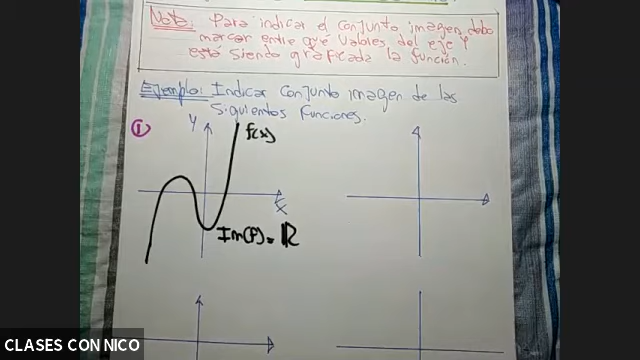 Nota: Para indicar el conjunto imagen debo
marcar entre qué valores del eje Y
está siendo graficada la función.
Ejemplo: Indicar conjunto imagen de las
siguientes funciones.
①
Y
f(x)
X
Im(f) = ℝ
CLASES CON NICO